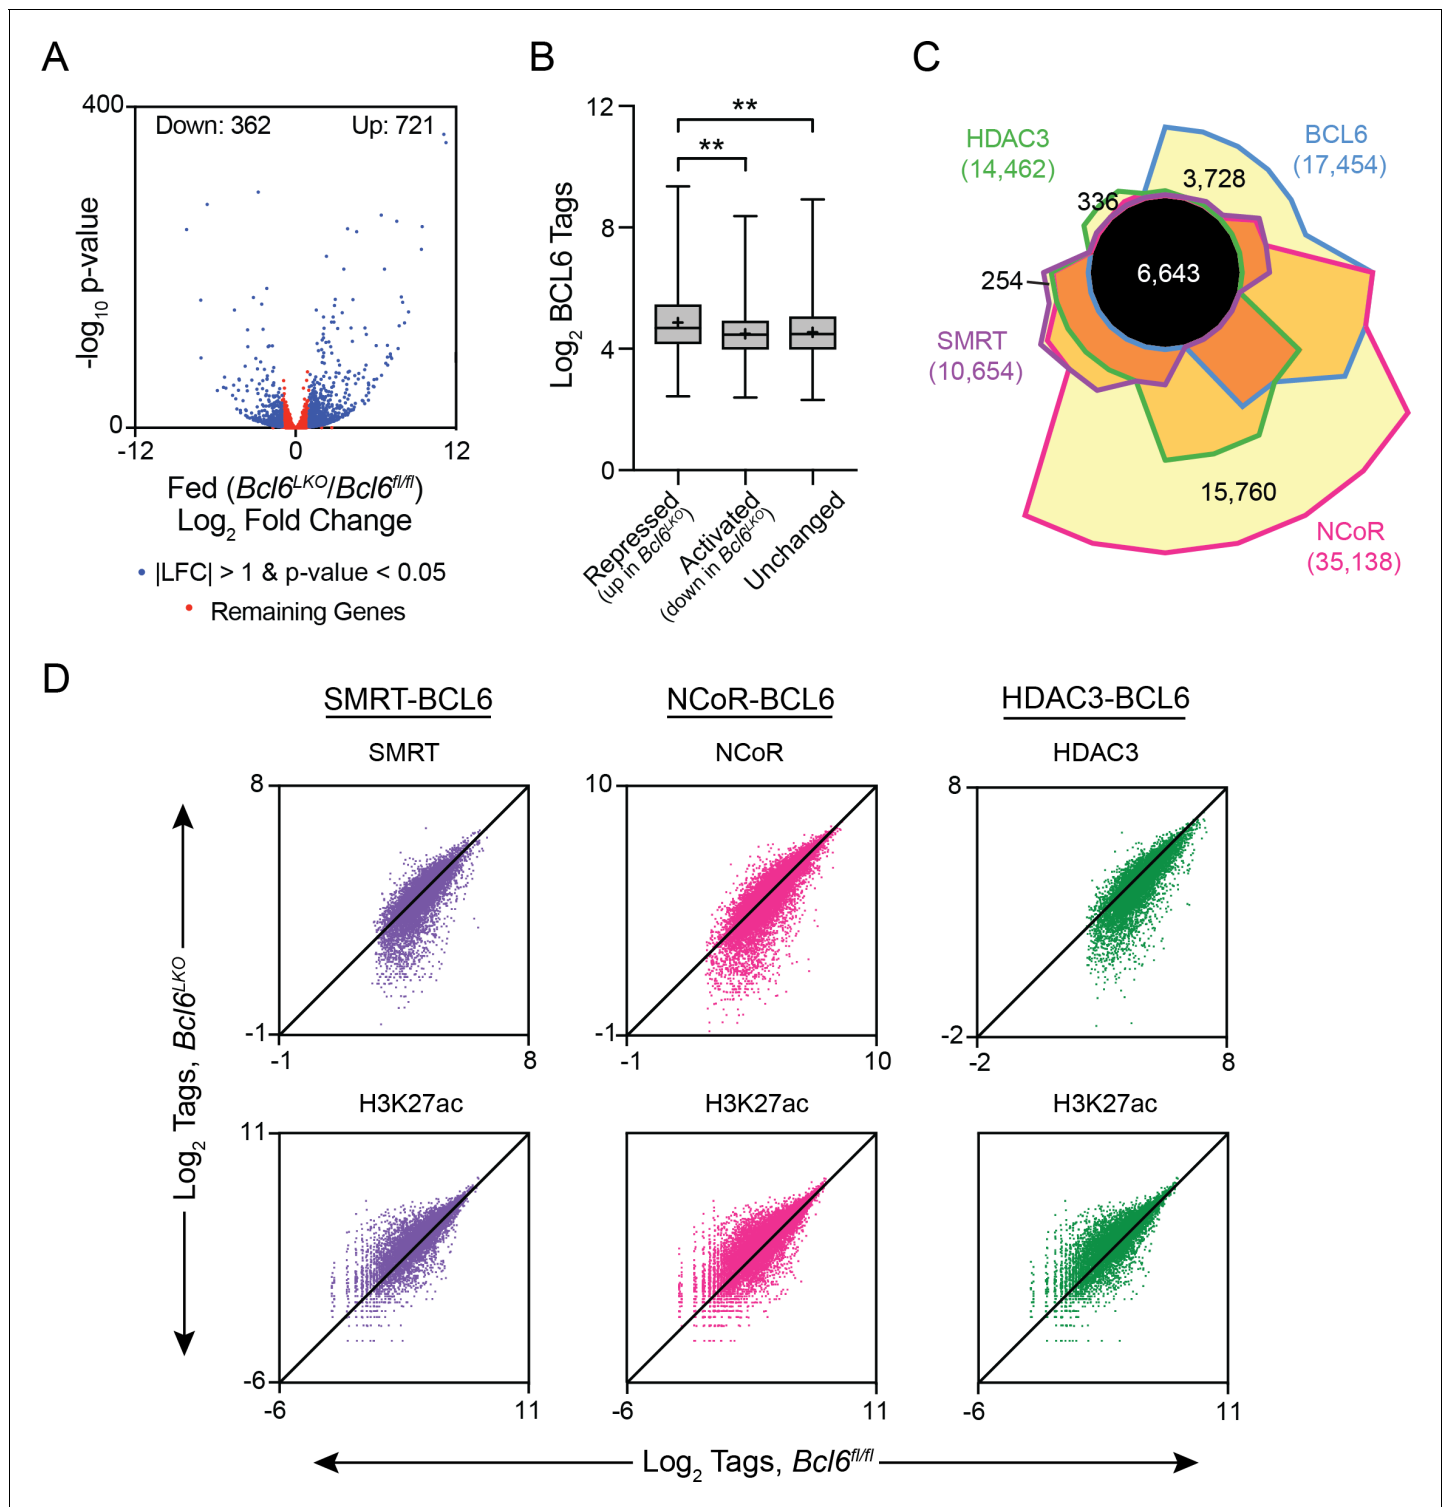 A
400
Down: 362
Up: 721
-log10 p-value
0
-12
0
12
Fed (Bcl6LKO/Bcl6fl/fl)
Log2 Fold Change
|LFC| > 1 & p-value < 0.05
Remaining Genes
B
12
**
**
8
Log2 BCL6 Tags
4
0
Repressed
(up in Bcl6LKO)
Activated
(down in Bcl6LKO)
Unchanged
C
HDAC3
(14,462)
BCL6
(17,454)
3,728
336
6,643
254
SMRT
(10,654)
15,760
NCoR
(35,138)
D
SMRT-BCL6
NCoR-BCL6
HDAC3-BCL6
SMRT
NCoR
HDAC3
8
10
8
-1
-1
-2
-1
8
-1
10
-2
8
Log2 Tags, Bcl6LKO
H3K27ac
H3K27ac
H3K27ac
11
-6
-6
11
-6
11
-6
11
Log2 Tags, Bcl6fl/fl